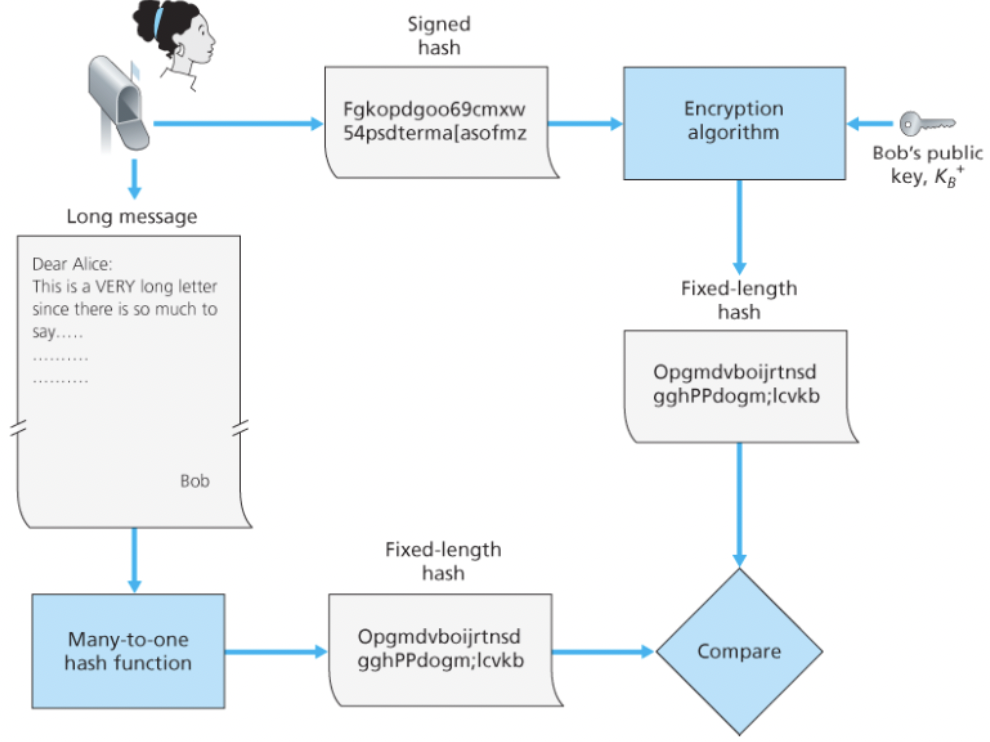 Signed
hash
Fgkopdgoo69cmxw
54psdterma[asofmz
Encryption
algorithm
Bob's public
key, K_B^+
Long message
Dear Alice:
This is a VERY long letter
since there is so much to
say.....
..........
..........
Bob
Fixed-length
hash
Opgmdvboijrtnsd
gghPPdogm;lcvkb
Many-to-one
hash function
Fixed-length
hash
Opgmdvboijrtnsd
gghPPdogm;lcvkb
Compare